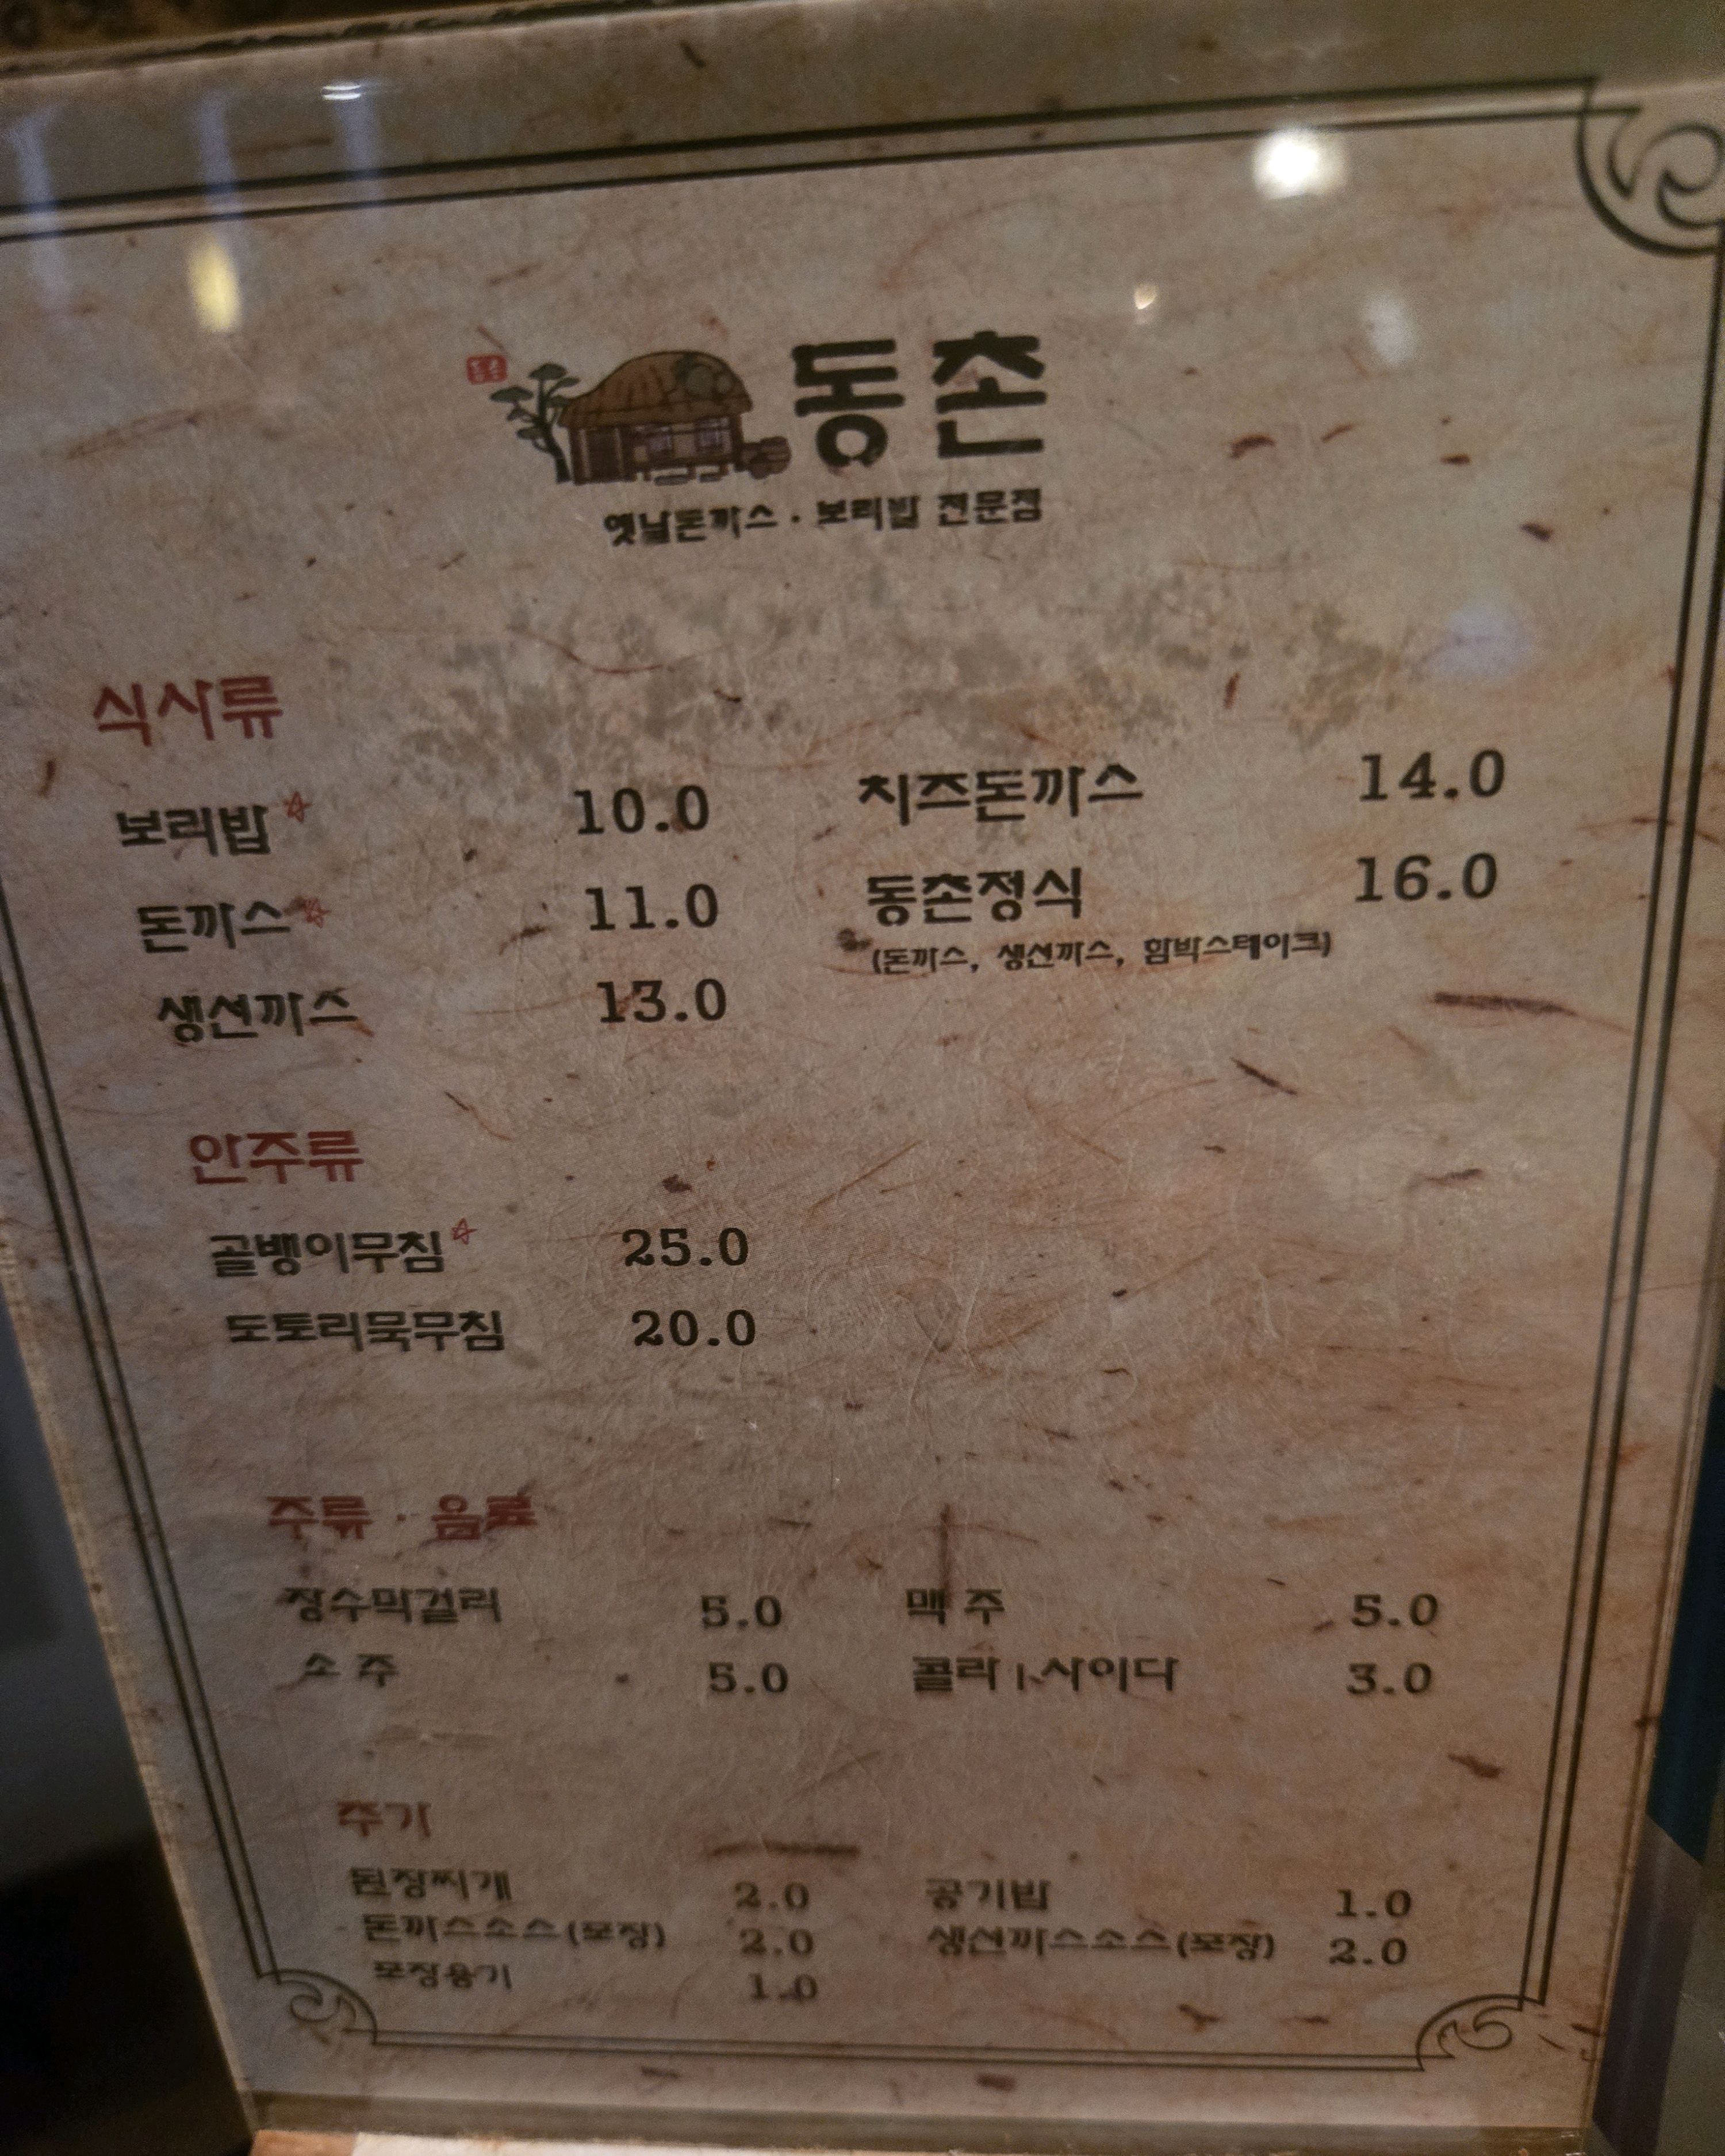 동촌
옛날돈까스 · 보리밥 전문점
식사류
보리밥☆ 10.0
돈까스☆ 11.0
생선까스 13.0
치즈돈까스 14.0
동촌정식 16.0
(돈까스, 생선까스, 함박스테이크)
안주류
골뱅이무침☆ 25.0
도토리묵무침 20.0
주류 · 음료
장수막걸리 5.0
소 주 5.0
맥 주 5.0
콜라 | 사이다 3.0
추가
된장찌개 2.0
돈까스소스(포장) 2.0
포장용기 1.0
공기밥 1.0
생선까스소스(포장) 2.0